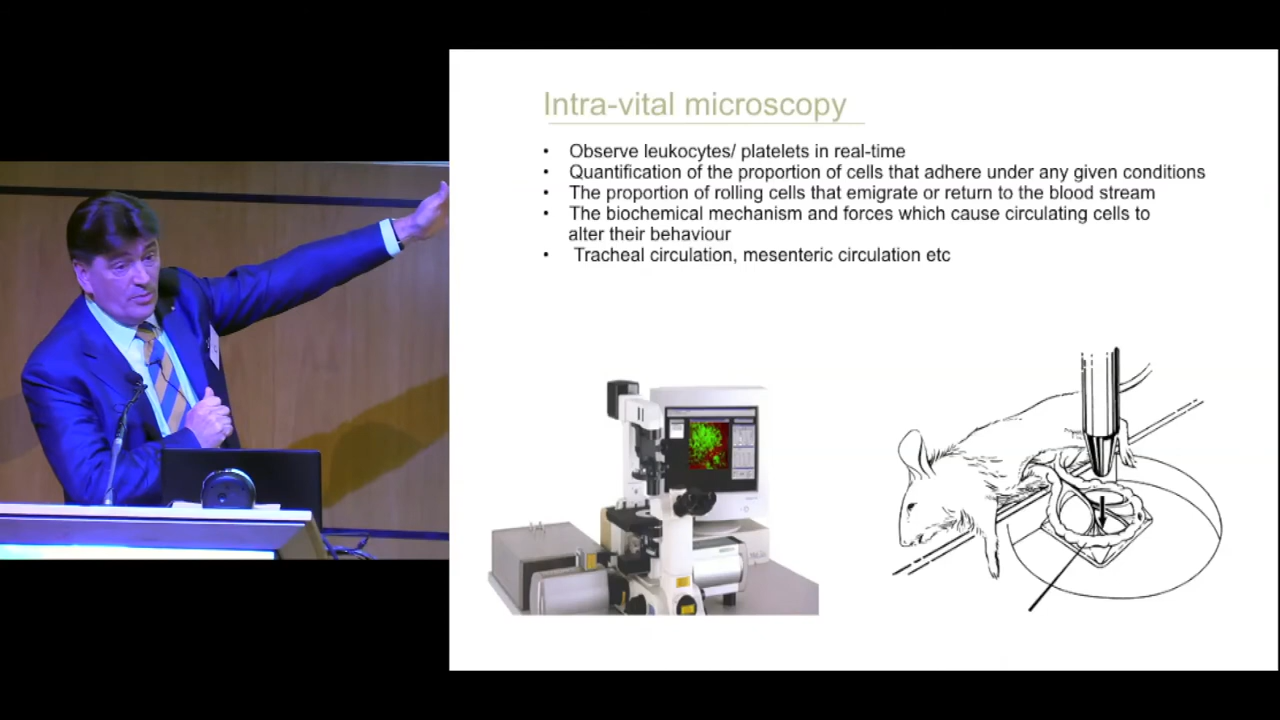 Intra-vital microscopy
• Observe leukocytes/ platelets in real-time
• Quantification of the proportion of cells that adhere under any given conditions
• The proportion of rolling cells that emigrate or return to the blood stream
• The biochemical mechanism and forces which cause circulating cells to
alter their behaviour
• Tracheal circulation, mesenteric circulation etc